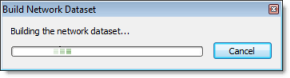 Build Network Dataset
Building the network dataset...
Cancel